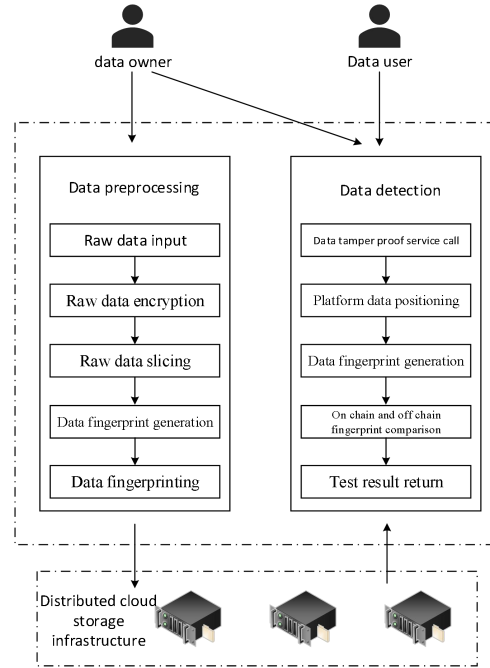 data owner
Data user
Data preprocessing
Raw data input
Raw data encryption
Raw data slicing
Data fingerprint generation
Data fingerprinting
Data detection
Data tamper proof service call
Platform data positioning
Data fingerprint generation
On chain and off chain
fingerprint comparison
Test result return
Distributed cloud
storage
infrastructure